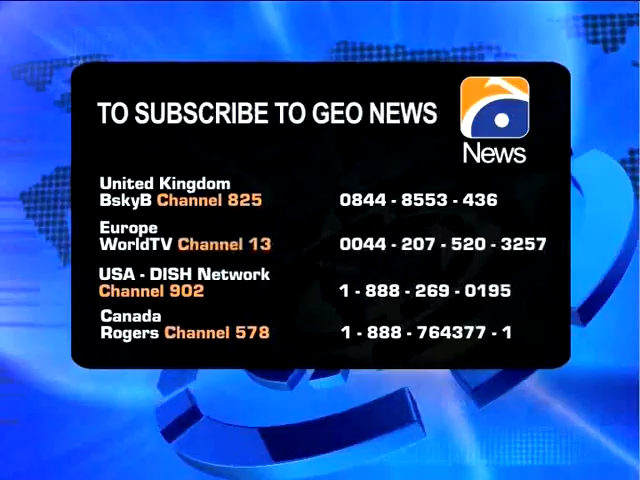 TO SUBSCRIBE TO GEO NEWS
News
United Kingdom
BskyB Channel 825 0844 - 8553 - 436
Europe
WorldTV Channel 13 0044 - 207 - 520 - 3257
USA - DISH Network
Channel 902 1 - 888 - 269 - 0195
Canada
Rogers Channel 578 1 - 888 - 764377 - 1